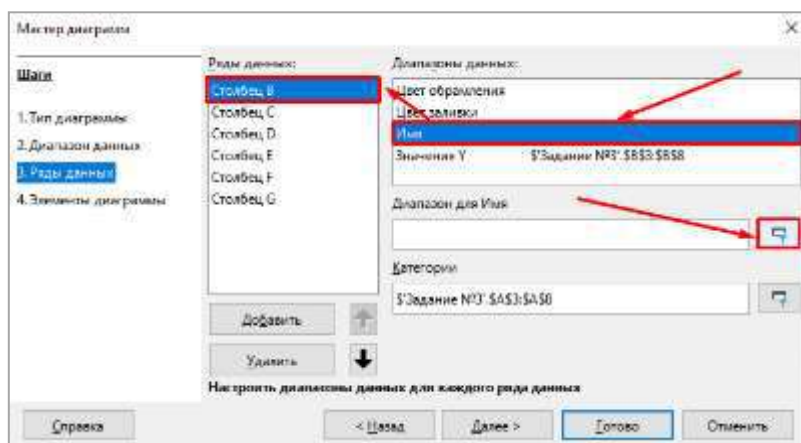 Мастер диаграмм
Шаги
1. Тип диаграммы
2. Диапазон данных
3. Ряды данных
4. Элементы диаграммы
Ряды данных:
Столбец B
Столбец C
Столбец D
Столбец E
Столбец F
Столбец G
Добавить
Удалить
Диапазоны данных:
Цвет обрамления
Цвет заливки
Имя
Значения Y $'Задание №3'.$B$3:$B$8
Диапазон для Имя
Категории
$'Задание №3'.$A$3:$A$8
Настроить диапазоны данных для каждого ряда данных
Справка
< Назад
Далее >
Готово
Отменить